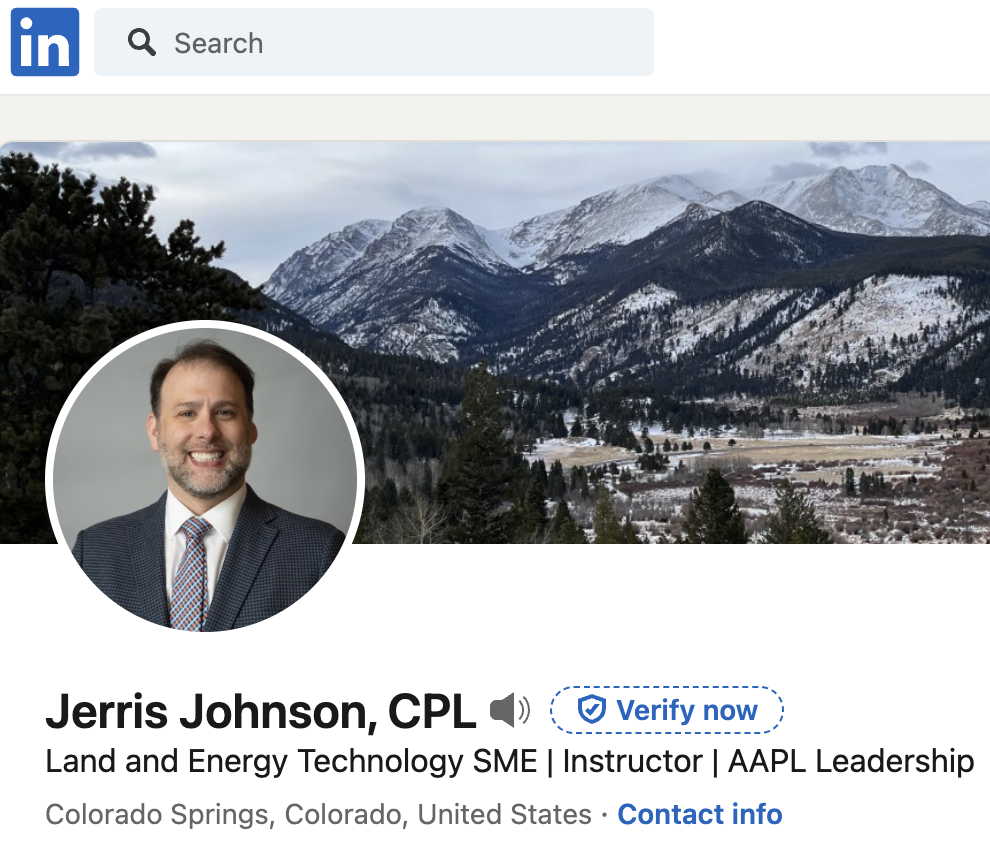 in
Search
Jerris Johnson, CPL
Verify now
Land and Energy Technology SME | Instructor | AAPL Leadership
Colorado Springs, Colorado, United States · Contact info